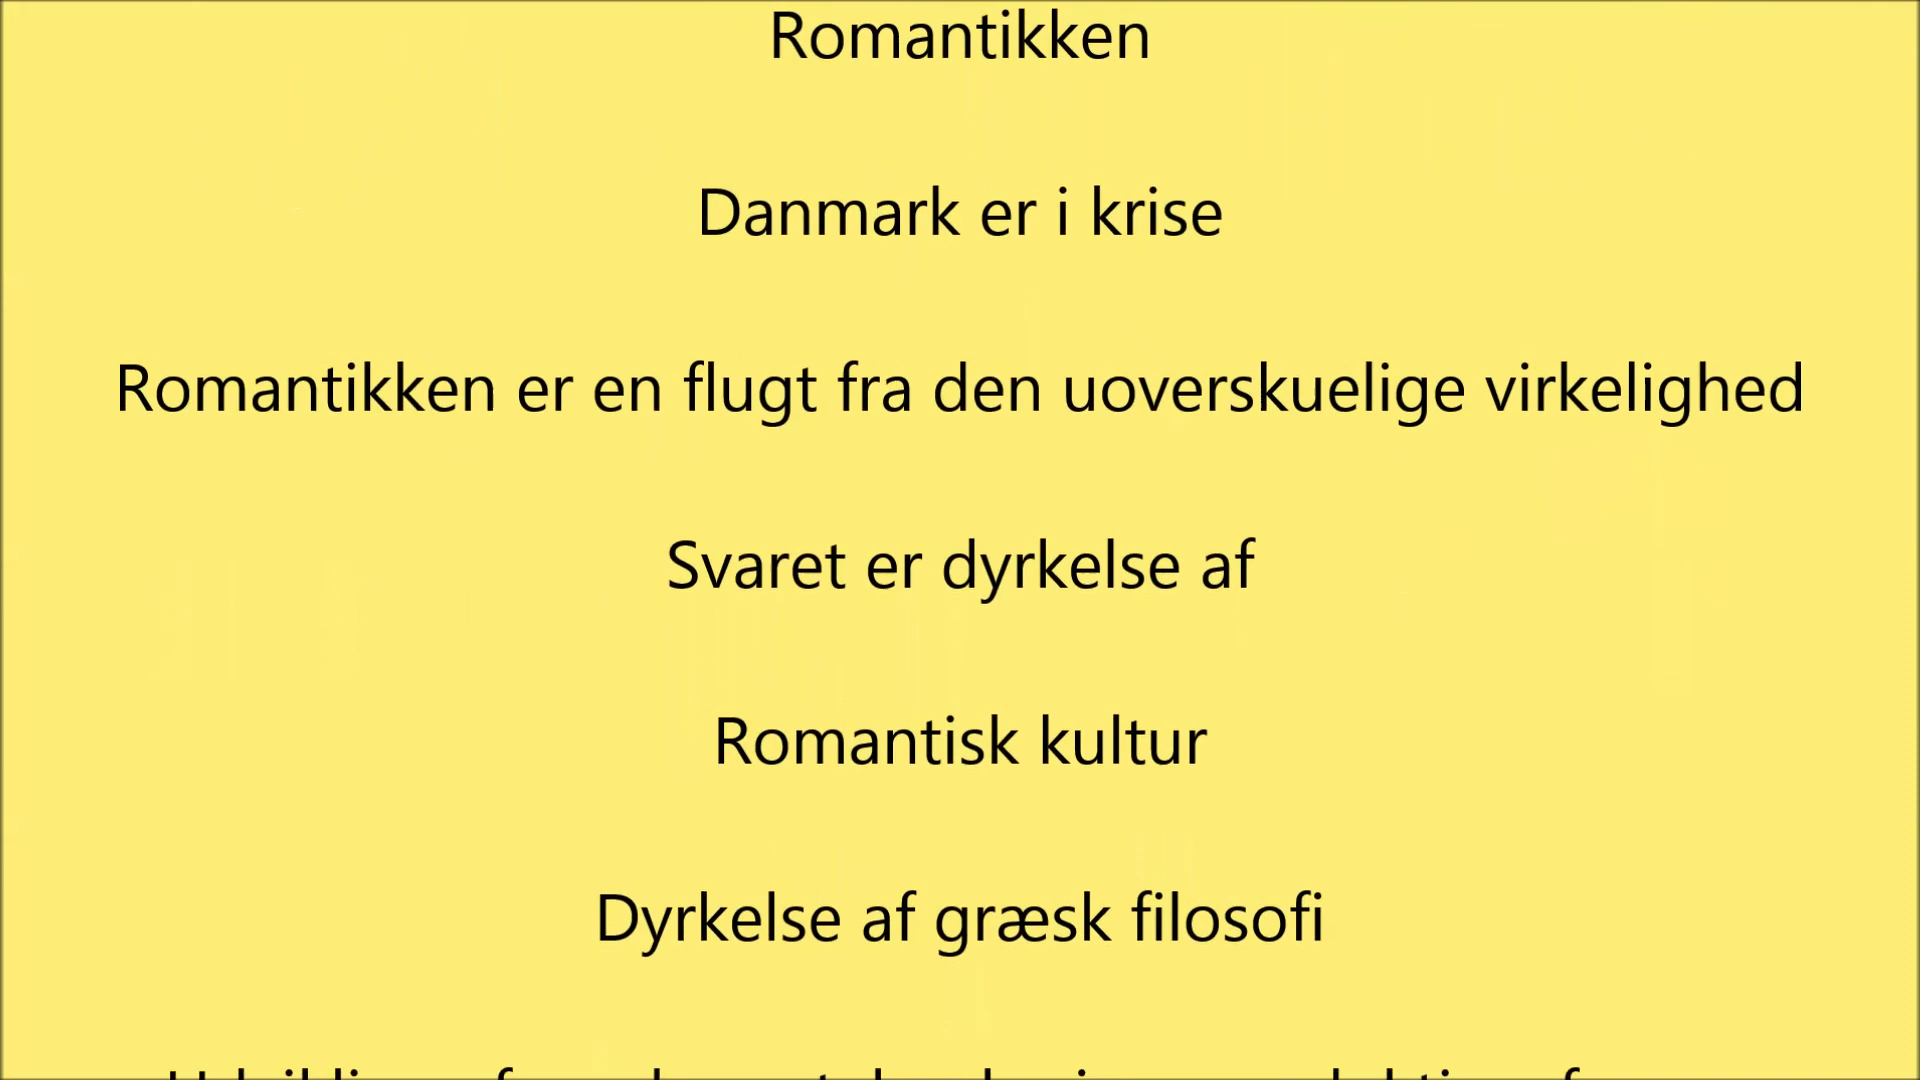 Romantikken
Danmark er i krise
Romantikken er en flugt fra den uoverskuelige virkelighed
Svaret er dyrkelse af
Romantisk kultur
Dyrkelse af græsk filosofi